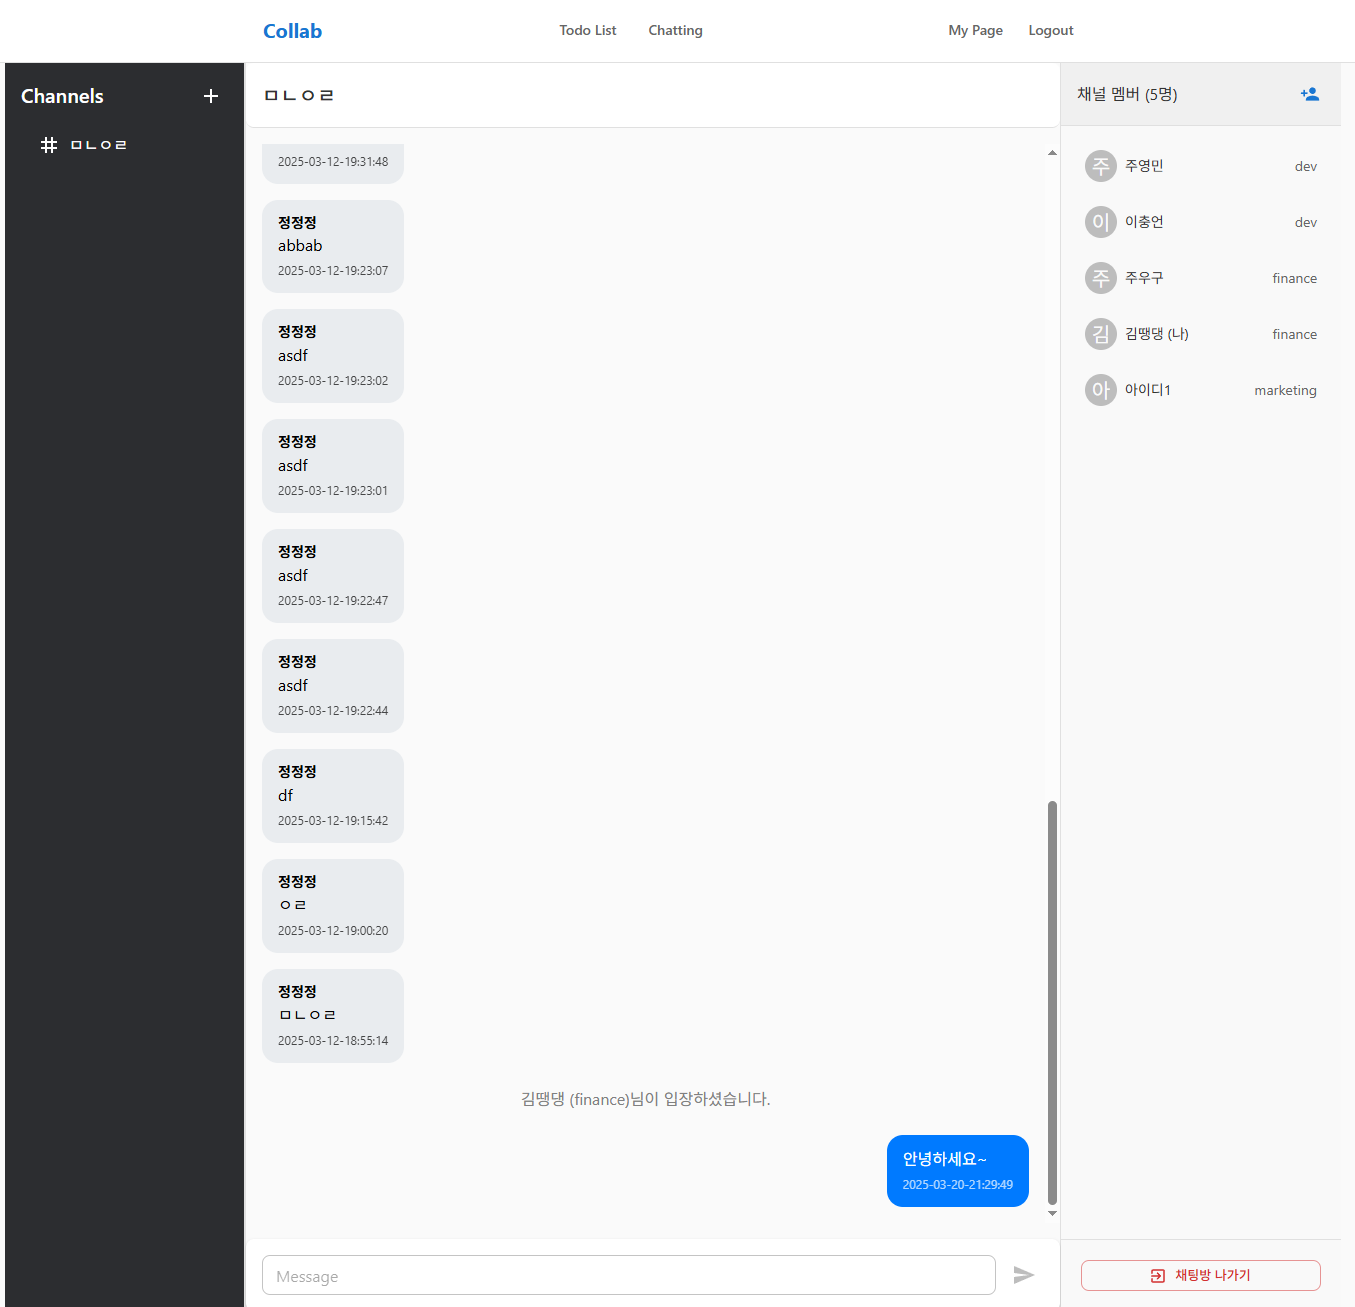 Collab
Todo List
Chatting
My Page
Logout
Channels
ㅁㄴㅇㄹ
ㅁㄴㅇㄹ
2025-03-12-19:31:48
정정정
abbab
2025-03-12-19:23:07
정정정
asdf
2025-03-12-19:23:02
정정정
asdf
2025-03-12-19:23:01
정정정
asdf
2025-03-12-19:22:47
정정정
asdf
2025-03-12-19:22:44
정정정
df
2025-03-12-19:15:42
정정정
ㅇㄹ
2025-03-12-19:00:20
정정정
ㅁㄴㅇㄹ
2025-03-12-18:55:14
김땡댕 (finance)님이 입장하셨습니다.
안녕하세요~
2025-03-20-21:29:49
Message
채널 멤버 (5명)
주 주영민 dev
이 이충언 dev
주 주우구 finance
김 김땡댕 (나) finance
아 아이디1 marketing
채팅방 나가기